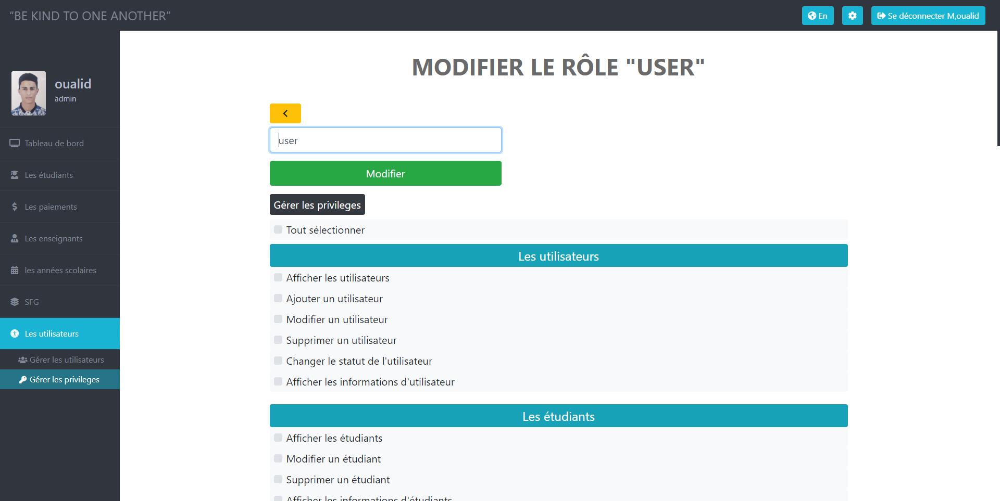 “BE KIND TO ONE ANOTHER”
En
Se déconnecter M,oualid
oualid
admin
Tableau de bord
Les étudiants
Les paiements
Les enseignants
les années scolaires
SFG
Les utilisateurs
Gérer les utilisateurs
Gérer les privileges
MODIFIER LE RÔLE "USER"
user
Modifier
Gérer les privileges
Tout sélectionner
Les utilisateurs
Afficher les utilisateurs
Ajouter un utilisateur
Modifier un utilisateur
Supprimer un utilisateur
Changer le statut de l'utilisateur
Afficher les informations d'utilisateur
Les étudiants
Afficher les étudiants
Modifier un étudiant
Supprimer un étudiant
Afficher les informations d'étudiants